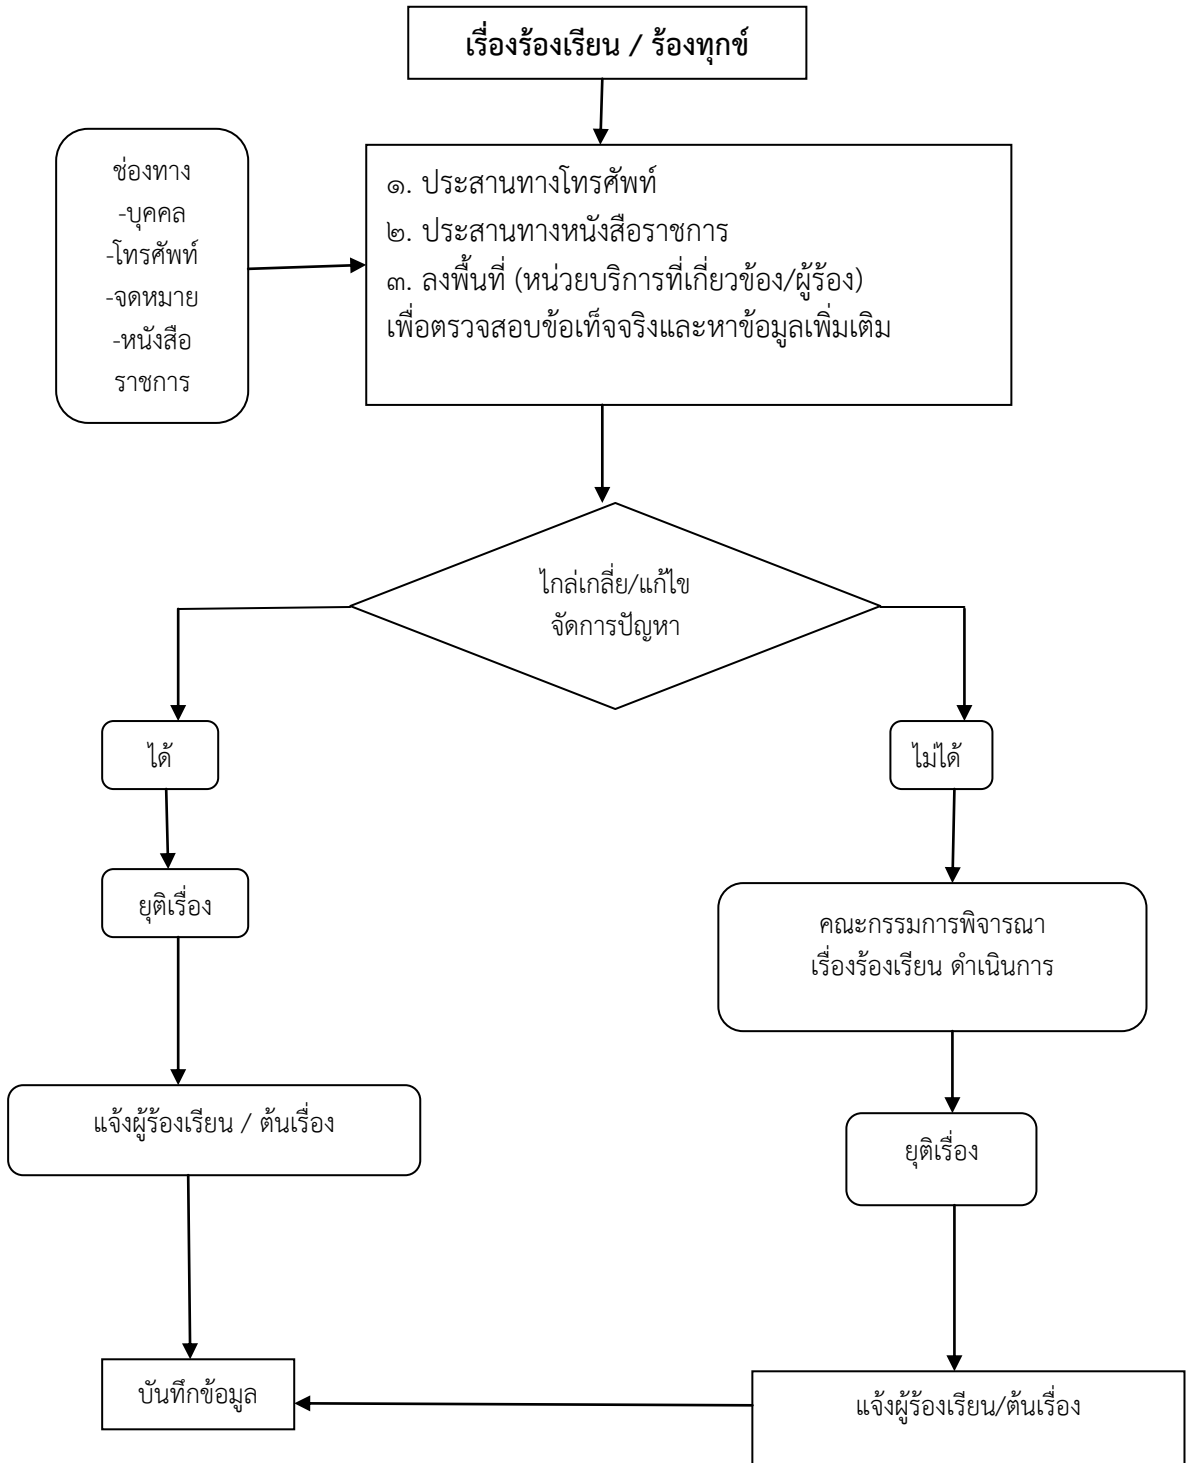 เรื่องร้องเรียน / ร้องทุกข์
ช่องทาง
-บุคคล
-โทรศัพท์
-จดหมาย
-หนังสือ
ราชการ
๑. ประสานทางโทรศัพท์
๒. ประสานทางหนังสือราชการ
๓. ลงพื้นที่ (หน่วยบริการที่เกี่ยวข้อง/ผู้ร้อง)
เพื่อตรวจสอบข้อเท็จจริงและหาข้อมูลเพิ่มเติม
ไกล่เกลี่ย/แก้ไข
จัดการปัญหา
ได้
ไม่ได้
ยุติเรื่อง
คณะกรรมการพิจารณา
เรื่องร้องเรียน ดำเนินการ
แจ้งผู้ร้องเรียน / ต้นเรื่อง
ยุติเรื่อง
บันทึกข้อมูล
แจ้งผู้ร้องเรียน/ต้นเรื่อง